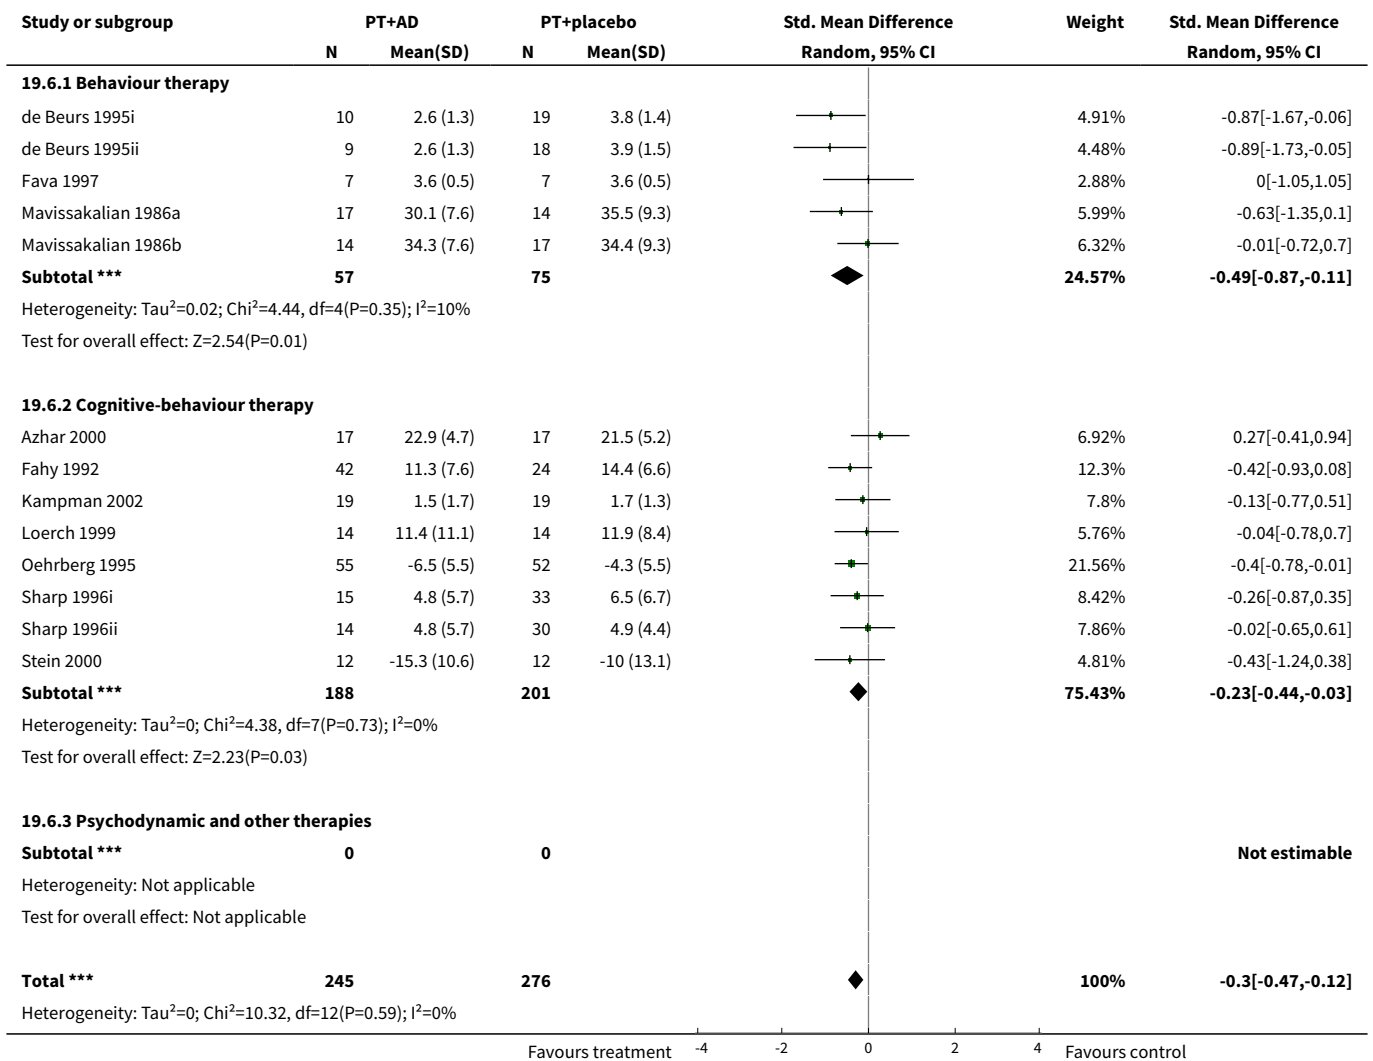 Study or subgroup PT+AD PT+placebo Std. Mean Difference Weight Std. Mean Difference
N Mean(SD) N Mean(SD) Random, 95% CI Random, 95% CI
19.6.1 Behaviour therapy
de Beurs 1995i 10 2.6 (1.3) 19 3.8 (1.4) 4.91% -0.87[-1.67,-0.06]
de Beurs 1995ii 9 2.6 (1.3) 18 3.9 (1.5) 4.48% -0.89[-1.73,-0.05]
Fava 1997 7 3.6 (0.5) 7 3.6 (0.5) 2.88% 0[-1.05,1.05]
Mavissakalian 1986a 17 30.1 (7.6) 14 35.5 (9.3) 5.99% -0.63[-1.35,0.1]
Mavissakalian 1986b 14 34.3 (7.6) 17 34.4 (9.3) 6.32% -0.01[-0.72,0.7]
Subtotal *** 57 75 24.57% -0.49[-0.87,-0.11]
Heterogeneity: Tau²=0.02; Chi²=4.44, df=4(P=0.35); I²=10%
Test for overall effect: Z=2.54(P=0.01)
19.6.2 Cognitive-behaviour therapy
Azhar 2000 17 22.9 (4.7) 17 21.5 (5.2) 6.92% 0.27[-0.41,0.94]
Fahy 1992 42 11.3 (7.6) 24 14.4 (6.6) 12.3% -0.42[-0.93,0.08]
Kampman 2002 19 1.5 (1.7) 19 1.7 (1.3) 7.8% -0.13[-0.77,0.51]
Loerch 1999 14 11.4 (11.1) 14 11.9 (8.4) 5.76% -0.04[-0.78,0.7]
Oehrberg 1995 55 -6.5 (5.5) 52 -4.3 (5.5) 21.56% -0.4[-0.78,-0.01]
Sharp 1996i 15 4.8 (5.7) 33 6.5 (6.7) 8.42% -0.26[-0.87,0.35]
Sharp 1996ii 14 4.8 (5.7) 30 4.9 (4.4) 7.86% -0.02[-0.65,0.61]
Stein 2000 12 -15.3 (10.6) 12 -10 (13.1) 4.81% -0.43[-1.24,0.38]
Subtotal *** 188 201 75.43% -0.23[-0.44,-0.03]
Heterogeneity: Tau²=0; Chi²=4.38, df=7(P=0.73); I²=0%
Test for overall effect: Z=2.23(P=0.03)
19.6.3 Psychodynamic and other therapies
Subtotal *** 0 0 Not estimable
Heterogeneity: Not applicable
Test for overall effect: Not applicable
Total *** 245 276 100% -0.3[-0.47,-0.12]
Heterogeneity: Tau²=0; Chi²=10.32, df=12(P=0.59); I²=0%
Favours treatment -4 -2 0 2 4 Favours control